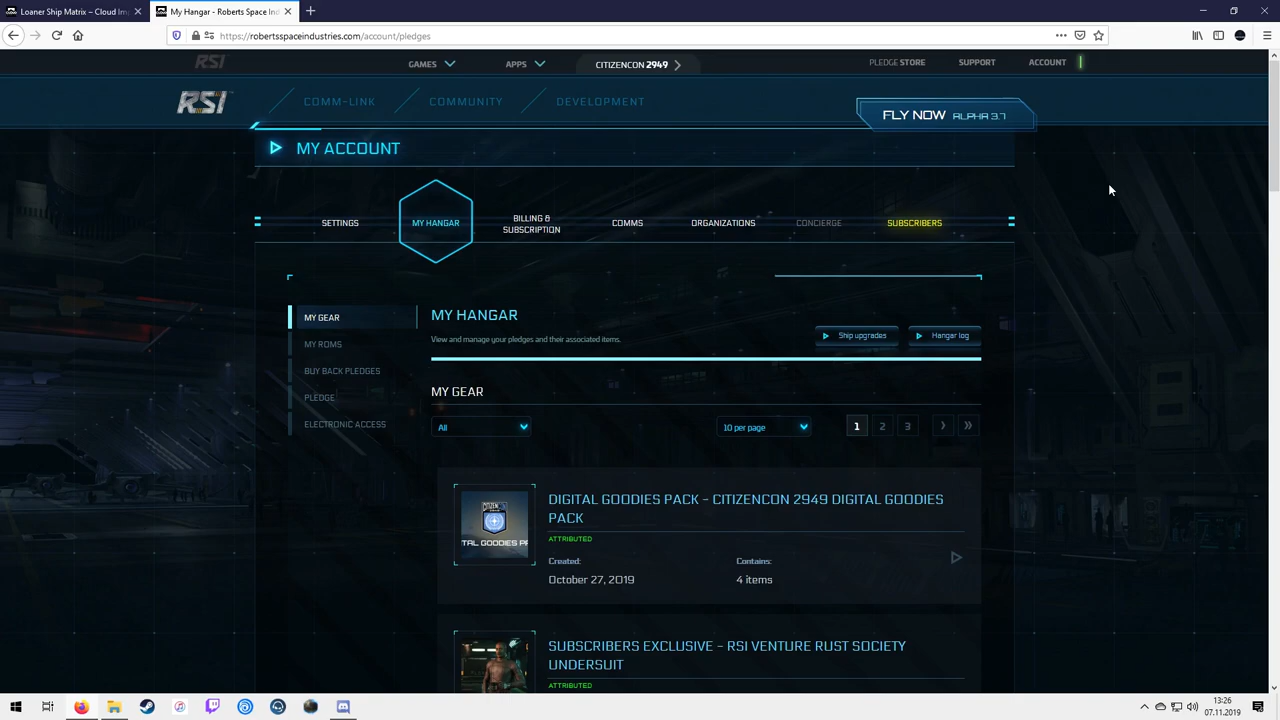 Loaner Ship Matrix – Cloud Im
My Hangar - Roberts Space Ind
https://robertsspaceindustries.com/account/pledges
RSI GAMES APPS CITIZENCON 2949 PLEDGE STORE SUPPORT ACCOUNT
RSI COMM-LINK COMMUNITY DEVELOPMENT FLY NOW ALPHA 3.7
MY ACCOUNT
SETTINGS MY HANGAR BILLING & SUBSCRIPTION COMMS ORGANIZATIONS CONCIERGE SUBSCRIBERS
MY GEAR
MY ROMS
BUY BACK PLEDGES
PLEDGE
ELECTRONIC ACCESS
MY HANGAR
View and manage your pledges and their associated items.
Ship upgrades Hangar log
MY GEAR
All 10 per page 1 2 3 › »
DIGITAL GOODIES PACK - CITIZENCON 2949 DIGITAL GOODIES
PACK
ATTRIBUTED
CITIZEN
TAL GOODIES PA
Created: Contains:
October 27, 2019 4 items
SUBSCRIBERS EXCLUSIVE - RSI VENTURE RUST SOCIETY
UNDERSUIT
ATTRIBUTED
13:26
07.11.2019